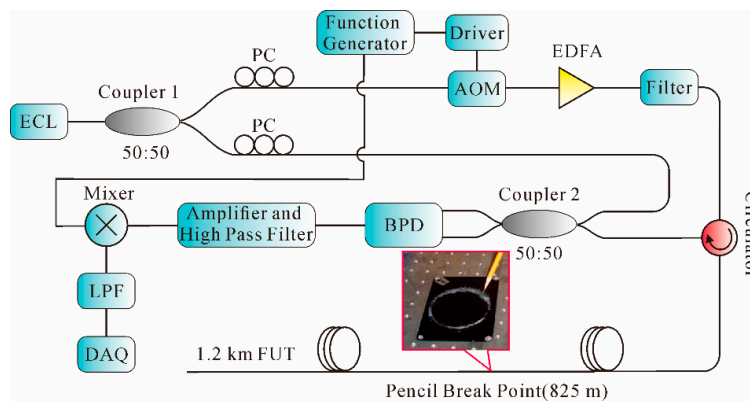 Function
Generator
Driver
EDFA
PC
Coupler 1
AOM
Filter
ECL
PC
50:50
Mixer
Coupler 2
Amplifier and
High Pass Filter
BPD
Circulator
50:50
LPF
1.2 km FUT
DAQ
Pencil Break Point(825 m)